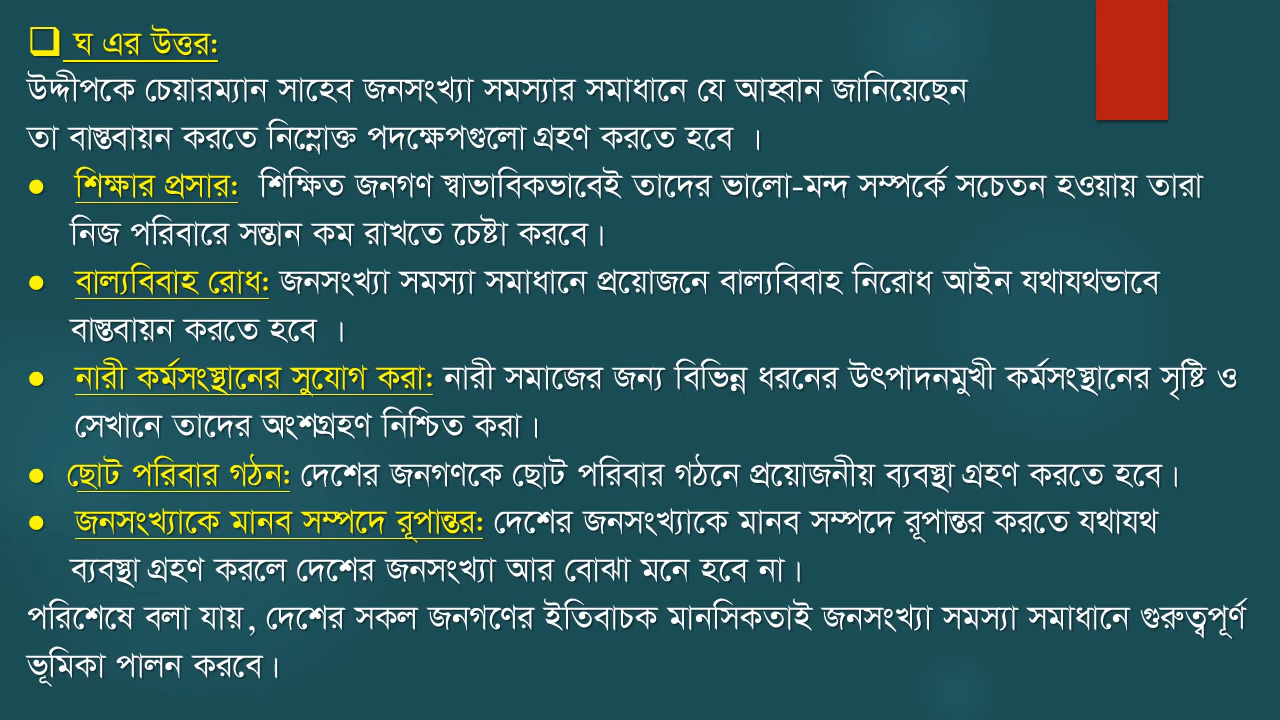 ❑ ঘ এর উত্তর:
উদ্দীপকে চেয়ারম্যান সাহেব জনসংখ্যা সমস্যার সমাধানে যে আহ্বান জানিয়েছেন
তা বাস্তবায়ন করতে নিম্নোক্ত পদক্ষেপগুলো গ্রহণ করতে হবে ।
● শিক্ষার প্রসার: শিক্ষিত জনগণ স্বাভাবিকভাবেই তাদের ভালো-মন্দ সম্পর্কে সচেতন হওয়ায় তারা
নিজ পরিবারে সন্তান কম রাখতে চেষ্টা করবে।
● বাল্যবিবাহ রোধ: জনসংখ্যা সমস্যা সমাধানে প্রয়োজনে বাল্যবিবাহ নিরোধ আইন যথাযথভাবে
বাস্তবায়ন করতে হবে ।
● নারী কর্মসংস্থানের সুযোগ করা: নারী সমাজের জন্য বিভিন্ন ধরনের উৎপাদনমুখী কর্মসংস্থানের সৃষ্টি ও
সেখানে তাদের অংশগ্রহণ নিশ্চিত করা।
● ছোট পরিবার গঠন: দেশের জনগণকে ছোট পরিবার গঠনে প্রয়োজনীয় ব্যবস্থা গ্রহণ করতে হবে।
● জনসংখ্যাকে মানব সম্পদে রূপান্তর: দেশের জনসংখ্যাকে মানব সম্পদে রূপান্তর করতে যথাযথ
ব্যবস্থা গ্রহণ করলে দেশের জনসংখ্যা আর বোঝা মনে হবে না।
পরিশেষে বলা যায়, দেশের সকল জনগণের ইতিবাচক মানসিকতাই জনসংখ্যা সমস্যা সমাধানে গুরুত্বপূর্ণ
ভূমিকা পালন করবে।